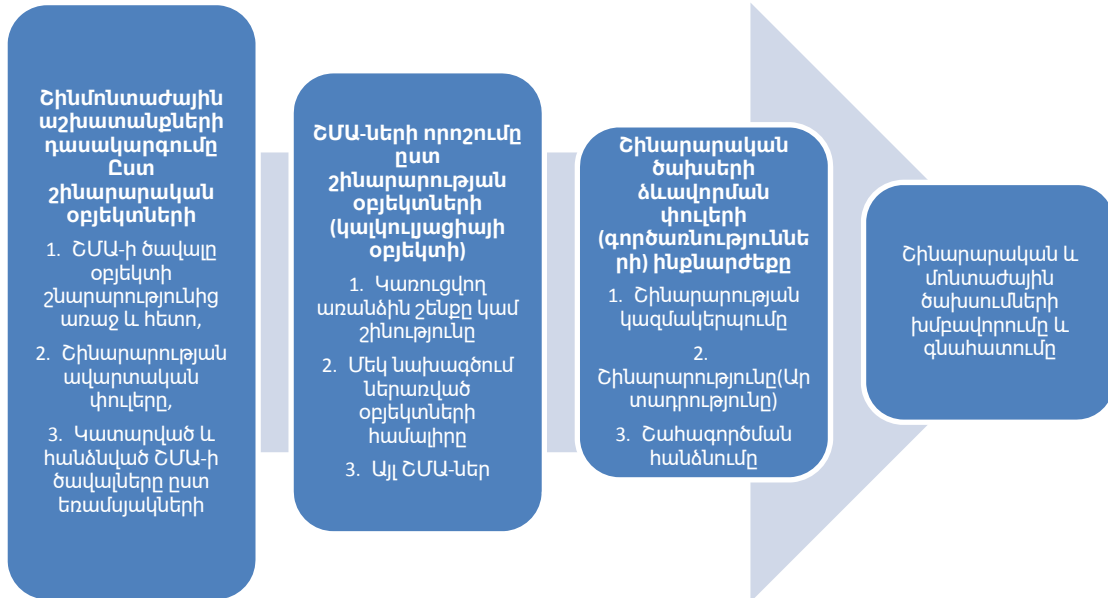 Շինմոնտաժային
աշխատանքների
դասակարգումը
Ըստ
շինարարական
օբյեկտների
1. ՇՄԱ-ի ծավալը
օբյեկտի
շնարարությունից
առաջ և հետո,
2. Շինարարության
ավարտական
փուլերը,
3. Կատարված և
հանձնված ՇՄԱ-ի
ծավալները ըստ
եռամսյակների
ՇՄԱ-ների որոշումը
ըստ
շինարարության
օբյեկտների
(կալկուլյացիայի
օբյեկտի)
1. Կառուցվող
առանձին շենքը կամ
շինությունը
2. Մեկ նախագծում
ներառված
օբյեկտների
համալիրը
3. Այլ ՇՄԱ-ներ
Շինարարական
ծախսերի
ձևավորման
փուլերի
(գործառնություննե
րի) ինքնարժեքը
1. Շինարարության
կազմակերպումը
2.
Շինարարությունը(Ար
տադրությունը)
3. Շահագործման
հանձնումը
Շինարարական և
մոնտաժային
ծախսումների
խմբավորումը և
գնահատումը